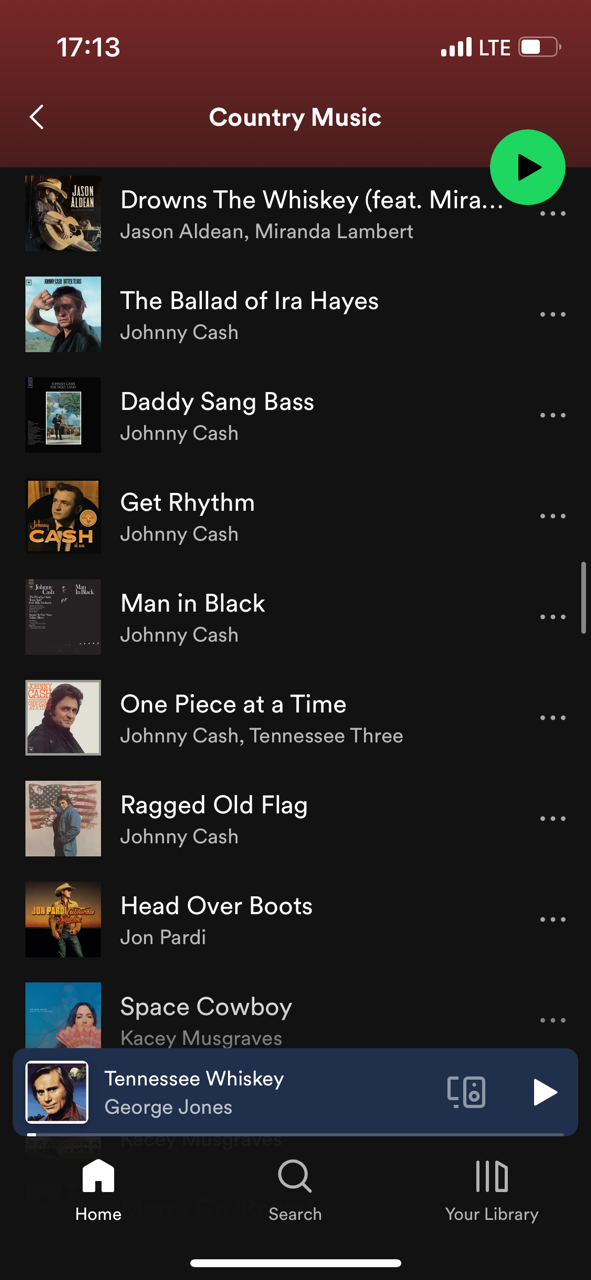 17:13
LTE
Country Music
JASON
ALDEAN
Drowns The Whiskey (feat. Mira...
Jason Aldean, Miranda Lambert
The Ballad of Ira Hayes
Johnny Cash
Daddy Sang Bass
Johnny Cash
Johnny
CASH
Get Rhythm
Johnny Cash
Johnny
Cash
Man
in Black
Man in Black
Johnny Cash
JOHNNY
CASH
One Piece at a Time
Johnny Cash, Tennessee Three
Ragged Old Flag
Johnny Cash
JON PARDI
Head Over Boots
Jon Pardi
Space Cowboy
Kacey Musgraves
Tennessee Whiskey
George Jones
Kacey Musgraves
Home
Search
Your Library